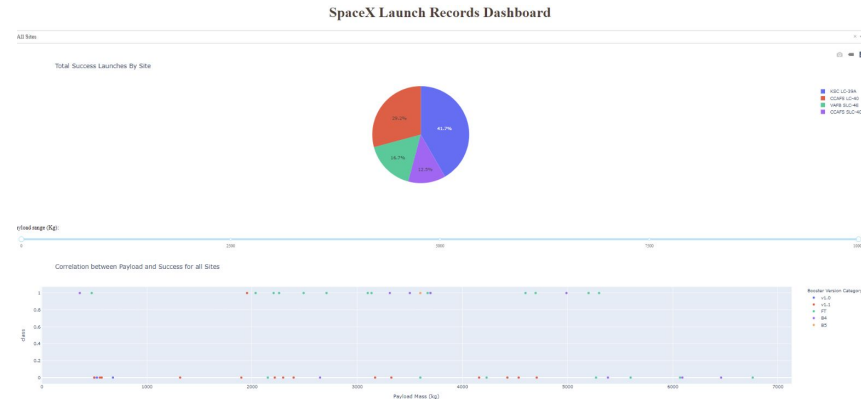 SpaceX Launch Records Dashboard
All Sites
Total Success Launches By Site
KSC LC-39A
CCAFS LC-40
VAFB SLC-4E
CCAFS SLC-40
41.7%
29.2%
16.7%
12.5%
yload range (Kg):
0 2500 5000 7500 1000
Correlation between Payload and Success for all Sites
Booster Version Category
v1.0
v1.1
FT
B4
B5
class
1
0.8
0.6
0.4
0.2
0
0 1000 2000 3000 4000 5000 6000 7000
Payload Mass (kg)